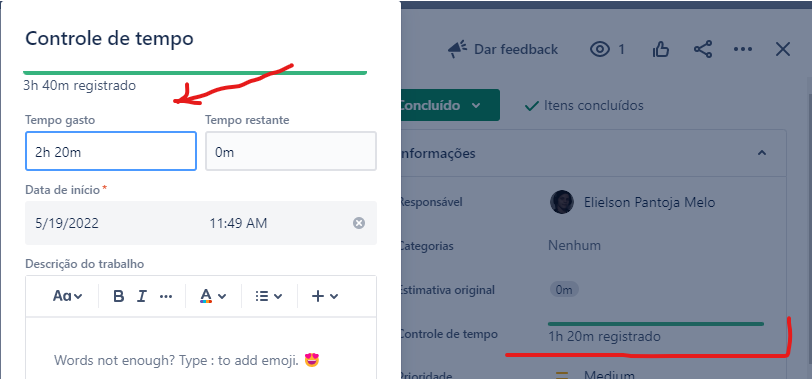 Controle de tempo
3h 40m registrado
Tempo gasto
Tempo restante
2h 20m
0m
Data de início*
5/19/2022
11:49 AM
Descrição do trabalho
Aa
B I ... A +
Words not enough? Type : to add emoji. 😍
Dar feedback
1
Concluído
Itens concluídos
Informações
Responsável
Elielson Pantoja Melo
Categorias
Nenhum
Estimativa original
0m
Controle de tempo
1h 20m registrado
Prioridade
Medium